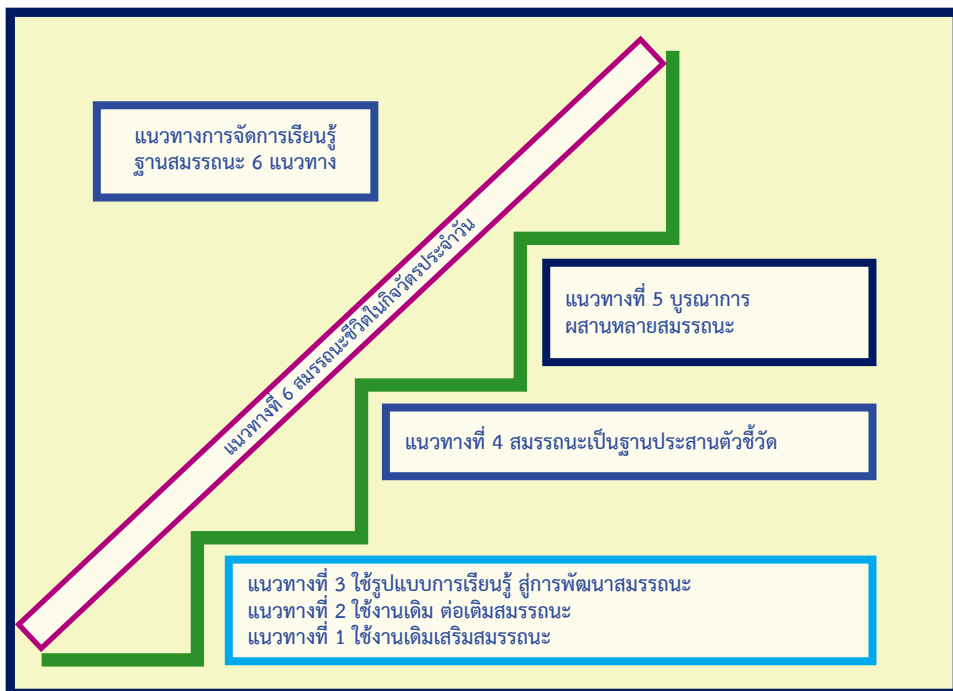 แนวทางการจัดการเรียนรู้
ฐานสมรรถนะ 6 แนวทาง
แนวทางที่ 6 สมรรถนะชีวิตในกิจวัตรประจำวัน
แนวทางที่ 5 บูรณาการ
ผสานหลายสมรรถนะ
แนวทางที่ 4 สมรรถนะเป็นฐานประสานตัวชี้วัด
แนวทางที่ 3 ใช้รูปแบบการเรียนรู้ สู่การพัฒนาสมรรถนะ
แนวทางที่ 2 ใช้งานเดิม ต่อเติมสมรรถนะ
แนวทางที่ 1 ใช้งานเดิมเสริมสมรรถนะ